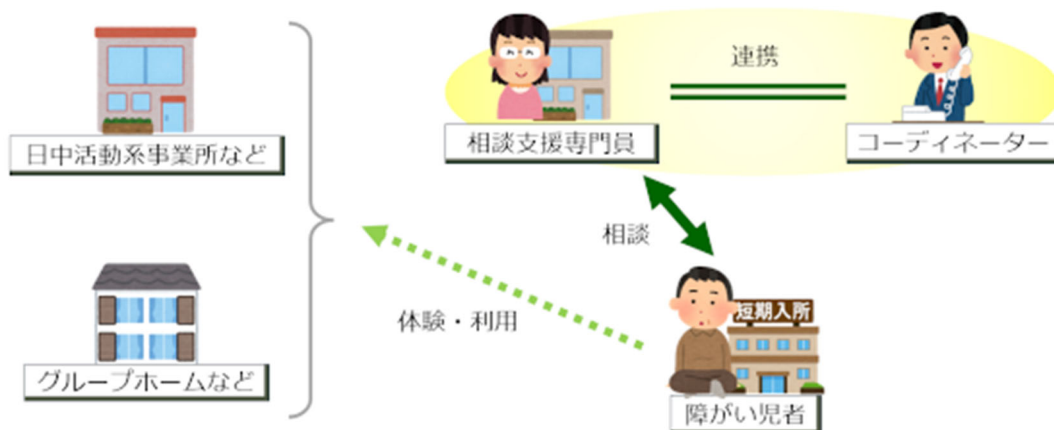 日中活動系事業所など
相談支援専門員
連携
コーディネーター
相談
体験・利用
グループホームなど
短期入所
障がい児者